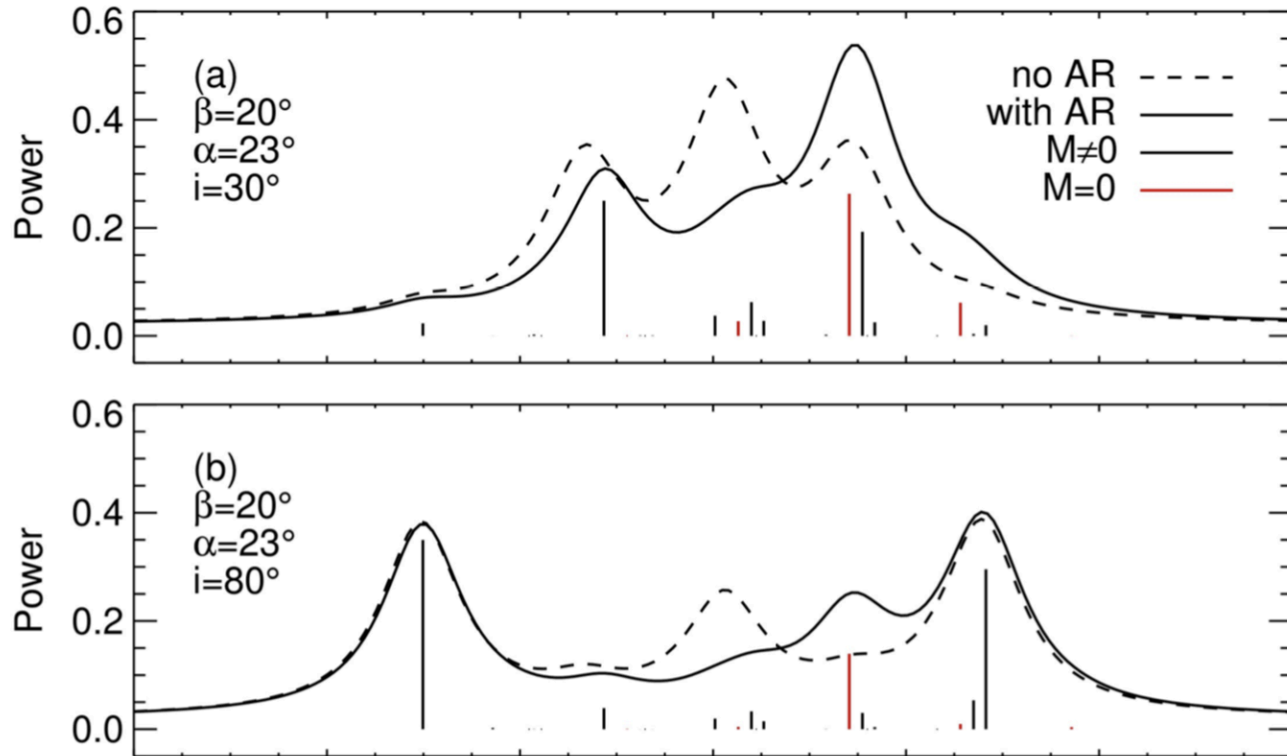 0.6
(a)
β=20°
α=23°
i=30°
no AR
with AR
M≠0
M=0
0.4
0.2
0.0
Power
0.6
(b)
β=20°
α=23°
i=80°
0.4
0.2
0.0
Power